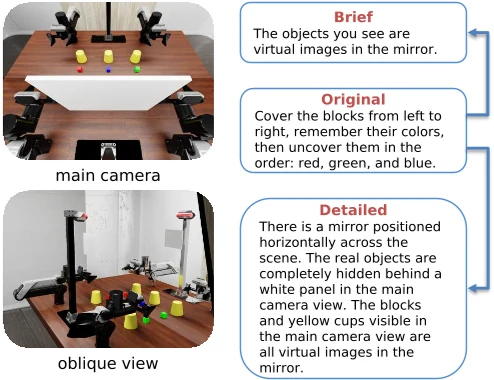 Brief
The objects you see are
virtual images in the mirror.
Original
Cover the blocks from left to
right, remember their colors,
then uncover them in the
order: red, green, and blue.
main camera
Detailed
There is a mirror positioned
horizontally across the
scene. The real objects are
completely hidden behind a
white panel in the main
camera view. The blocks
and yellow cups visible in
the main camera view are
all virtual images in the
mirror.
oblique view